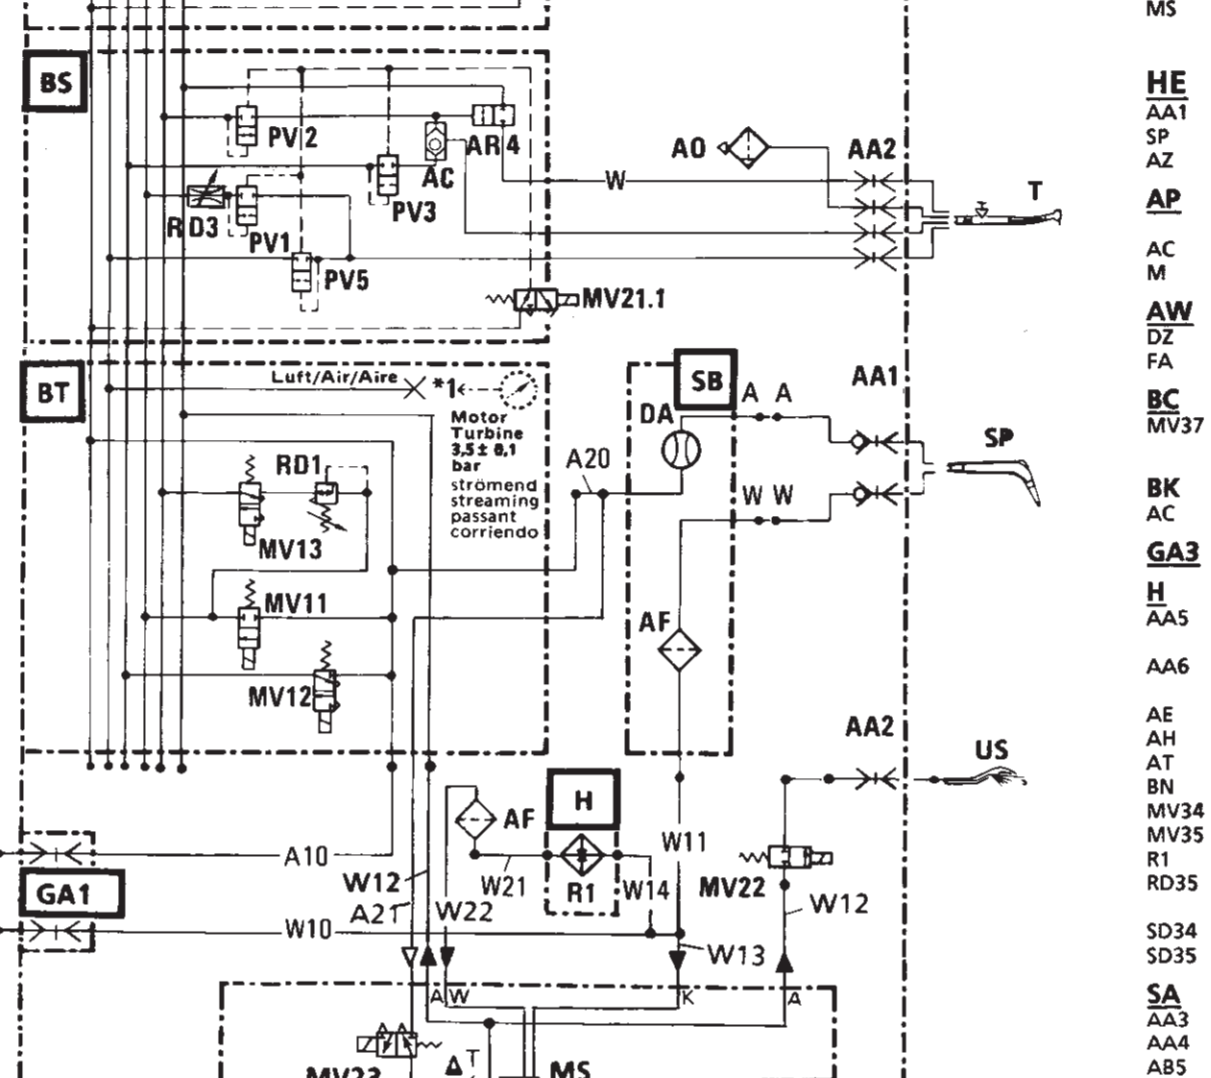 MS
BS
PV2
AR4
AC
PV3
RD3
PV1
PV5
MV21.1
W
AO
AA2
T
BT
Luft/Air/Aire
*1
Motor
Turbine
3,5 ± 0,1
bar
strömend
streaming
passant
corriendo
RD1
MV13
MV11
MV12
SB
DA
A A
A20
W W
AF
AA1
SP
AA2
US
H
AF
W21
R1
W14
W11
MV22
W12
A10
GA1
W12
A21
W22
W10
W13
A W
K
A
MV23
MS
HE
AA1
SP
AZ
AP
AC
M
AW
DZ
FA
BC
MV37
BK
AC
GA3
H
AA5
AA6
AE
AH
AT
BN
MV34
MV35
R1
RD35
SD34
SD35
SA
AA3
AA4
AB5